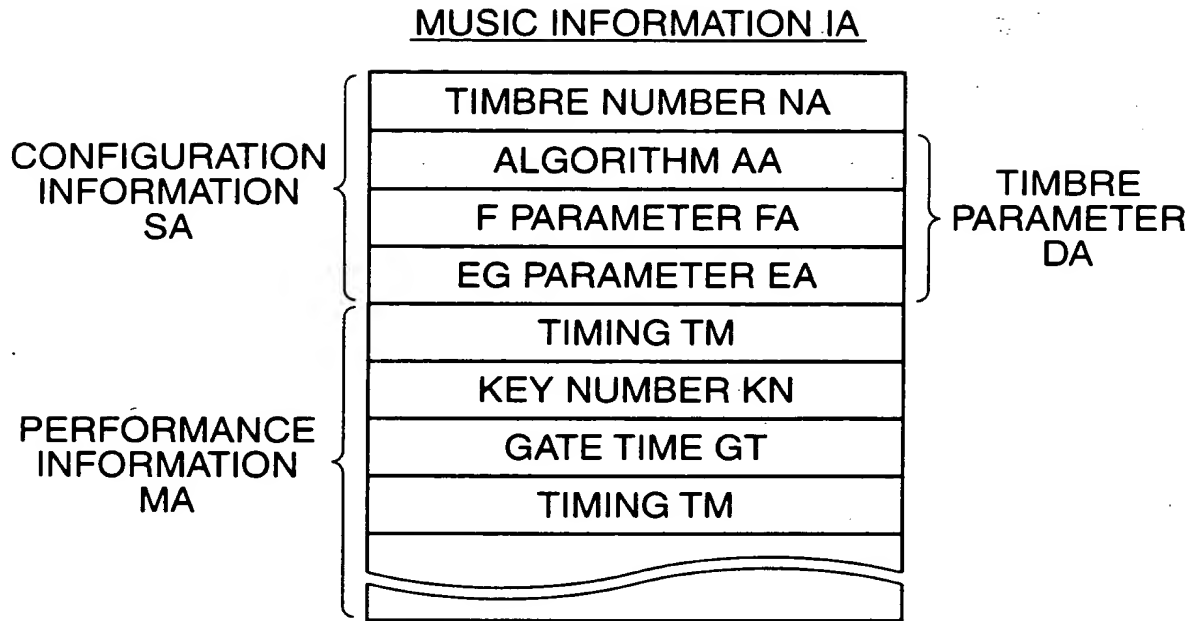 MUSIC INFORMATION IA
CONFIGURATION
INFORMATION
SA
TIMBRE NUMBER NA
ALGORITHM AA
F PARAMETER FA
EG PARAMETER EA
TIMBRE
PARAMETER
DA
PERFORMANCE
INFORMATION
MA
TIMING TM
KEY NUMBER KN
GATE TIME GT
TIMING TM